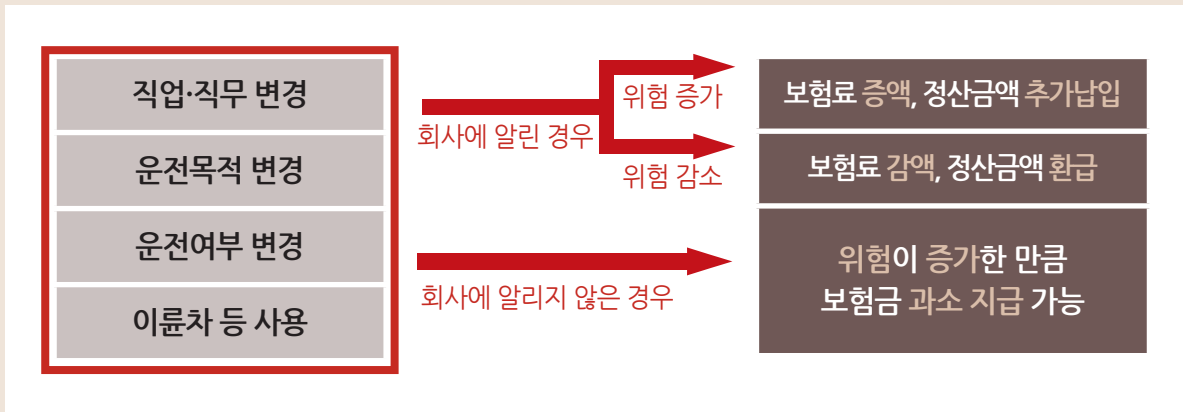 직업·직무 변경
운전목적 변경
운전여부 변경
이륜차 등 사용
회사에 알린 경우
위험 증가
위험 감소
회사에 알리지 않은 경우
보험료 증액, 정산금액 추가납입
보험료 감액, 정산금액 환급
위험이 증가한 만큼
보험금 과소 지급 가능